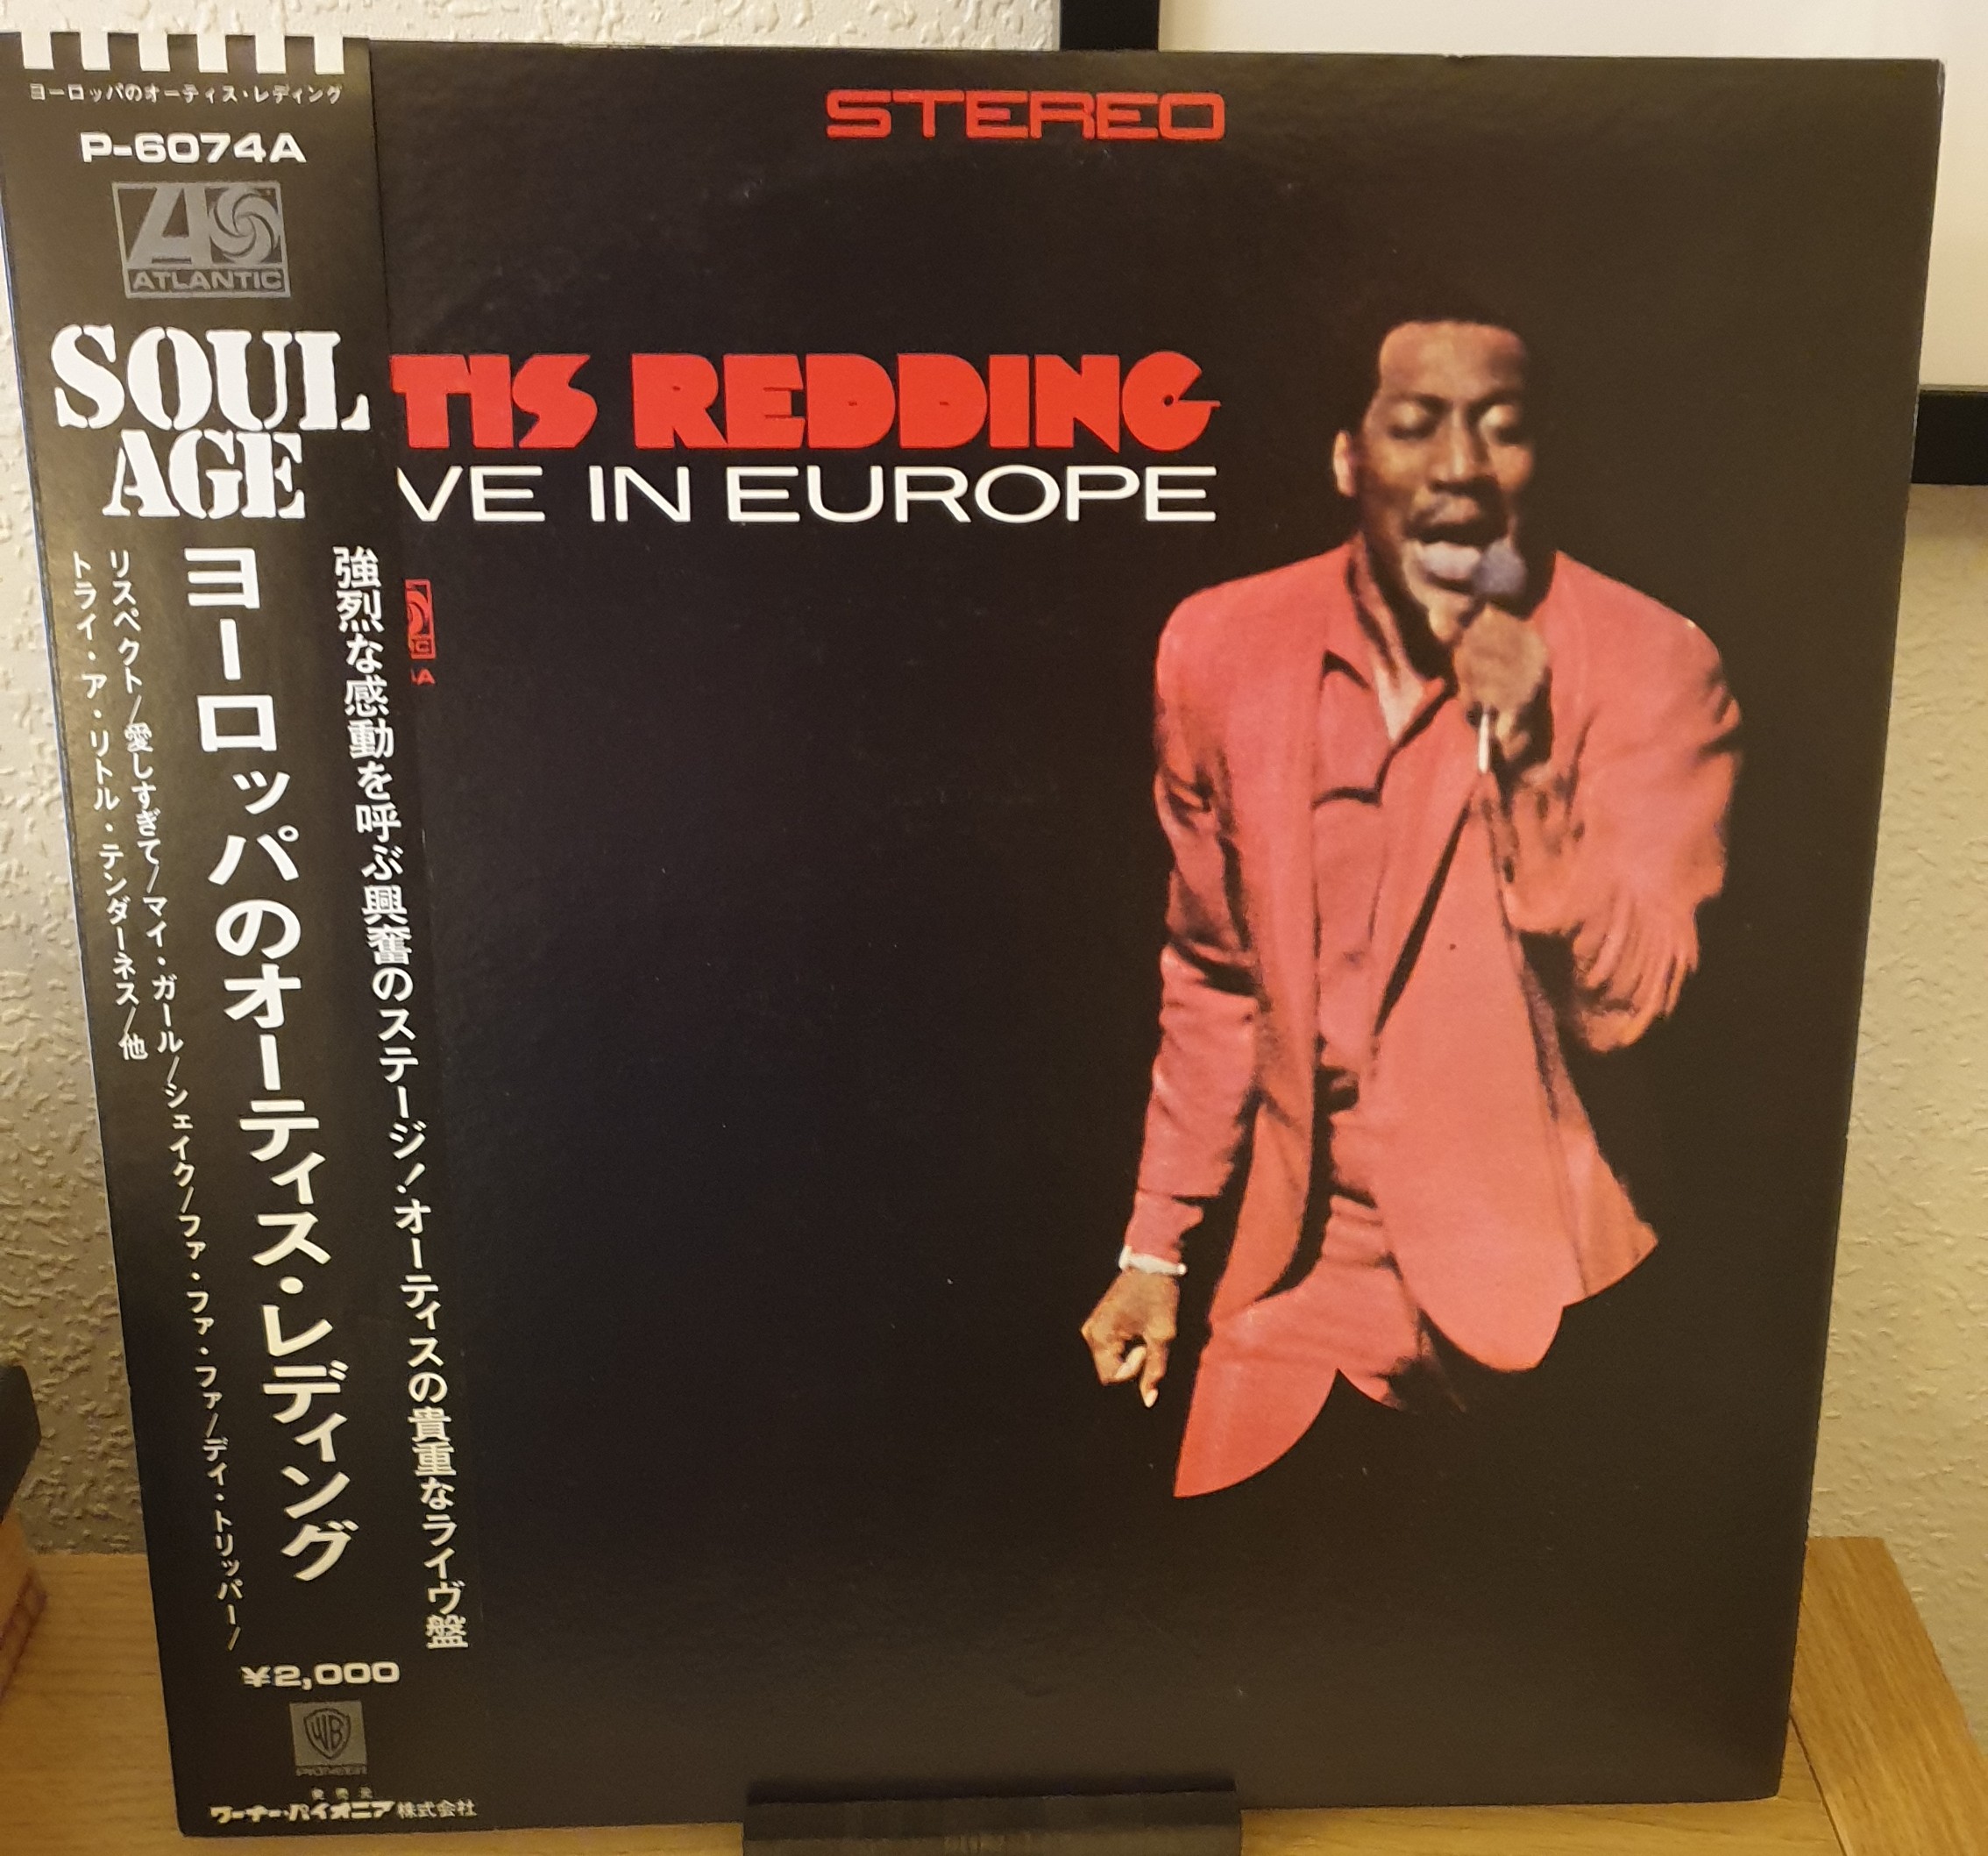 ヨーロッパのオーティス・レディング
P-6074A
ATLANTIC
SOUL
AGE
強烈な感動を呼ぶ興奮のステージ!オーティスの貴重なライヴ盤
ヨーロッパのオーティス・レディング
リスペクト/愛しすぎて/マイ・ガール/シェイク/ファ・ファ・ファ/デイ・トリッパー/
トライ・ア・リトル・テンダーネス/他
¥2,000
WB
PIONEER
発売元
ワーナー・パイオニア株式会社
STEREO
TIS REDDING
VE IN EUROPE
IC
A